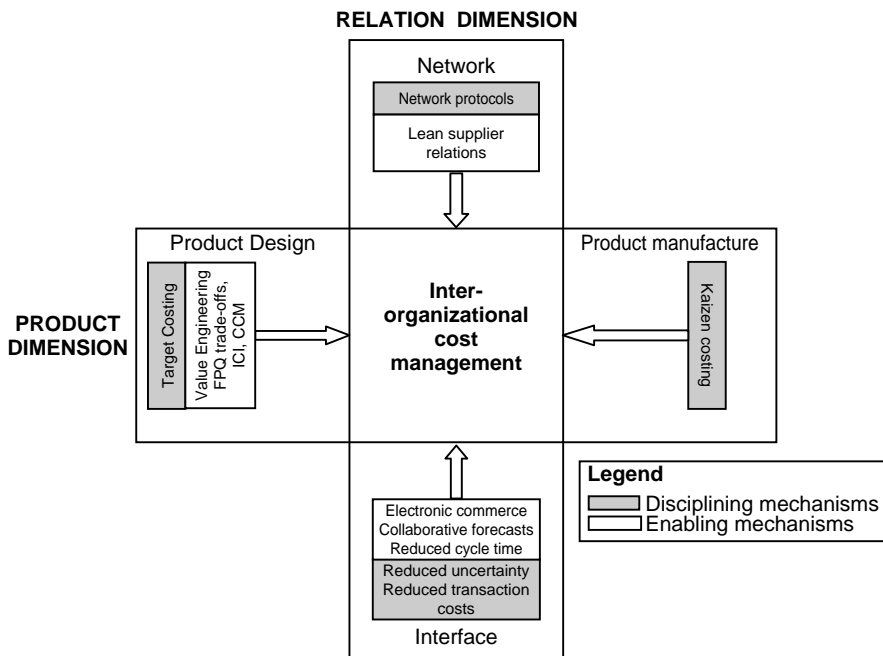 RELATION DIMENSION
Network
Network protocols
Lean supplier
relations
Product Design
Product manufacture
PRODUCT
DIMENSION
Target Costing
Value Engineering
FPQ trade-offs,
ICI, CCM
Inter-
organizational
cost
management
Kaizen costing
Electronic commerce
Collaborative forecasts
Reduced cycle time
Reduced uncertainty
Reduced transaction
costs
Interface
Legend
Disciplining mechanisms
Enabling mechanisms